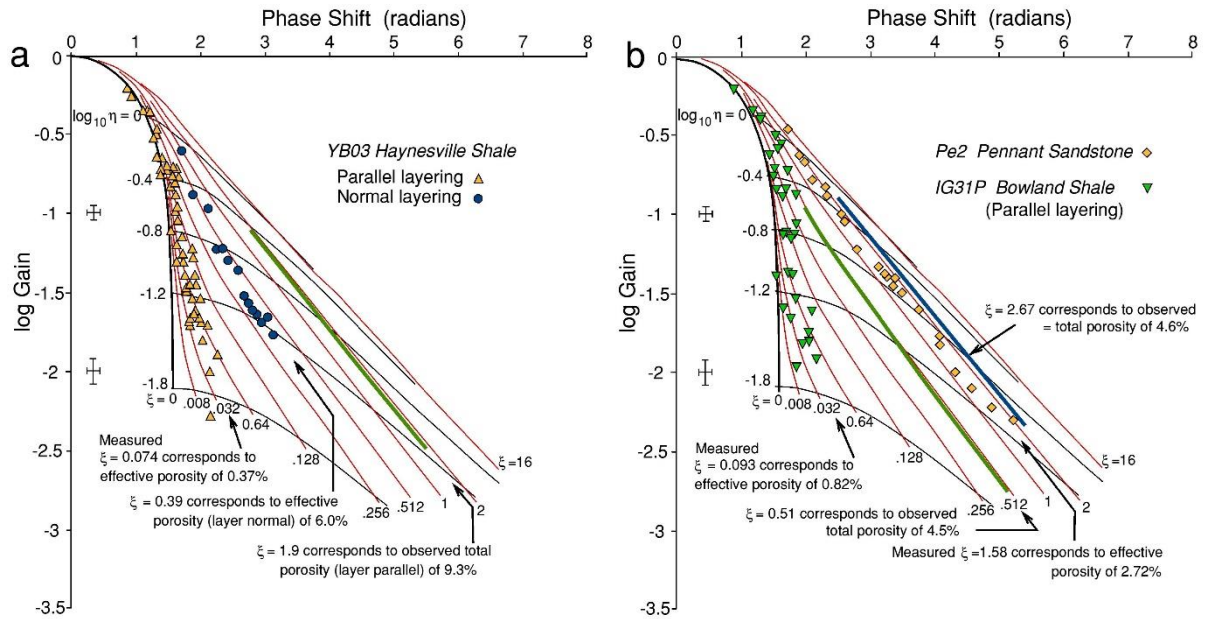 a
Phase Shift (radians)
0 1 2 3 4 5 6 7 8
log Gain
0
-0.5
-1
-1.5
-2
-2.5
-3
-3.5
log10 η = 0
-0.4
-0.8
-1.2
-1.8
YB03 Haynesville Shale
Parallel layering
Normal layering
ξ = 0 .008 .032 0.64 .128 .256 .512 1 2 ξ=16
Measured
ξ = 0.074 corresponds to
effective porosity of 0.37%
ξ = 0.39 corresponds to effective
porosity (layer normal) of 6.0%
ξ = 1.9 corresponds to observed total
porosity (layer parallel) of 9.3%
b
Phase Shift (radians)
0 1 2 3 4 5 6 7 8
log Gain
0
-0.5
-1
-1.5
-2
-2.5
-3
-3.5
log10 η = 0
-0.4
-0.8
-1.2
-1.8
Pe2 Pennant Sandstone
IG31P Bowland Shale
(Parallel layering)
ξ = 2.67 corresponds to observed
= total porosity of 4.6%
ξ = 0 .008 .032 0.64 .128 .256 .512 1 2 ξ=16
Measured
ξ = 0.093 corresponds to
effective porosity of 0.82%
ξ = 0.51 corresponds to observed
total porosity of 4.5%
Measured ξ =1.58 corresponds to effective
porosity of 2.72%